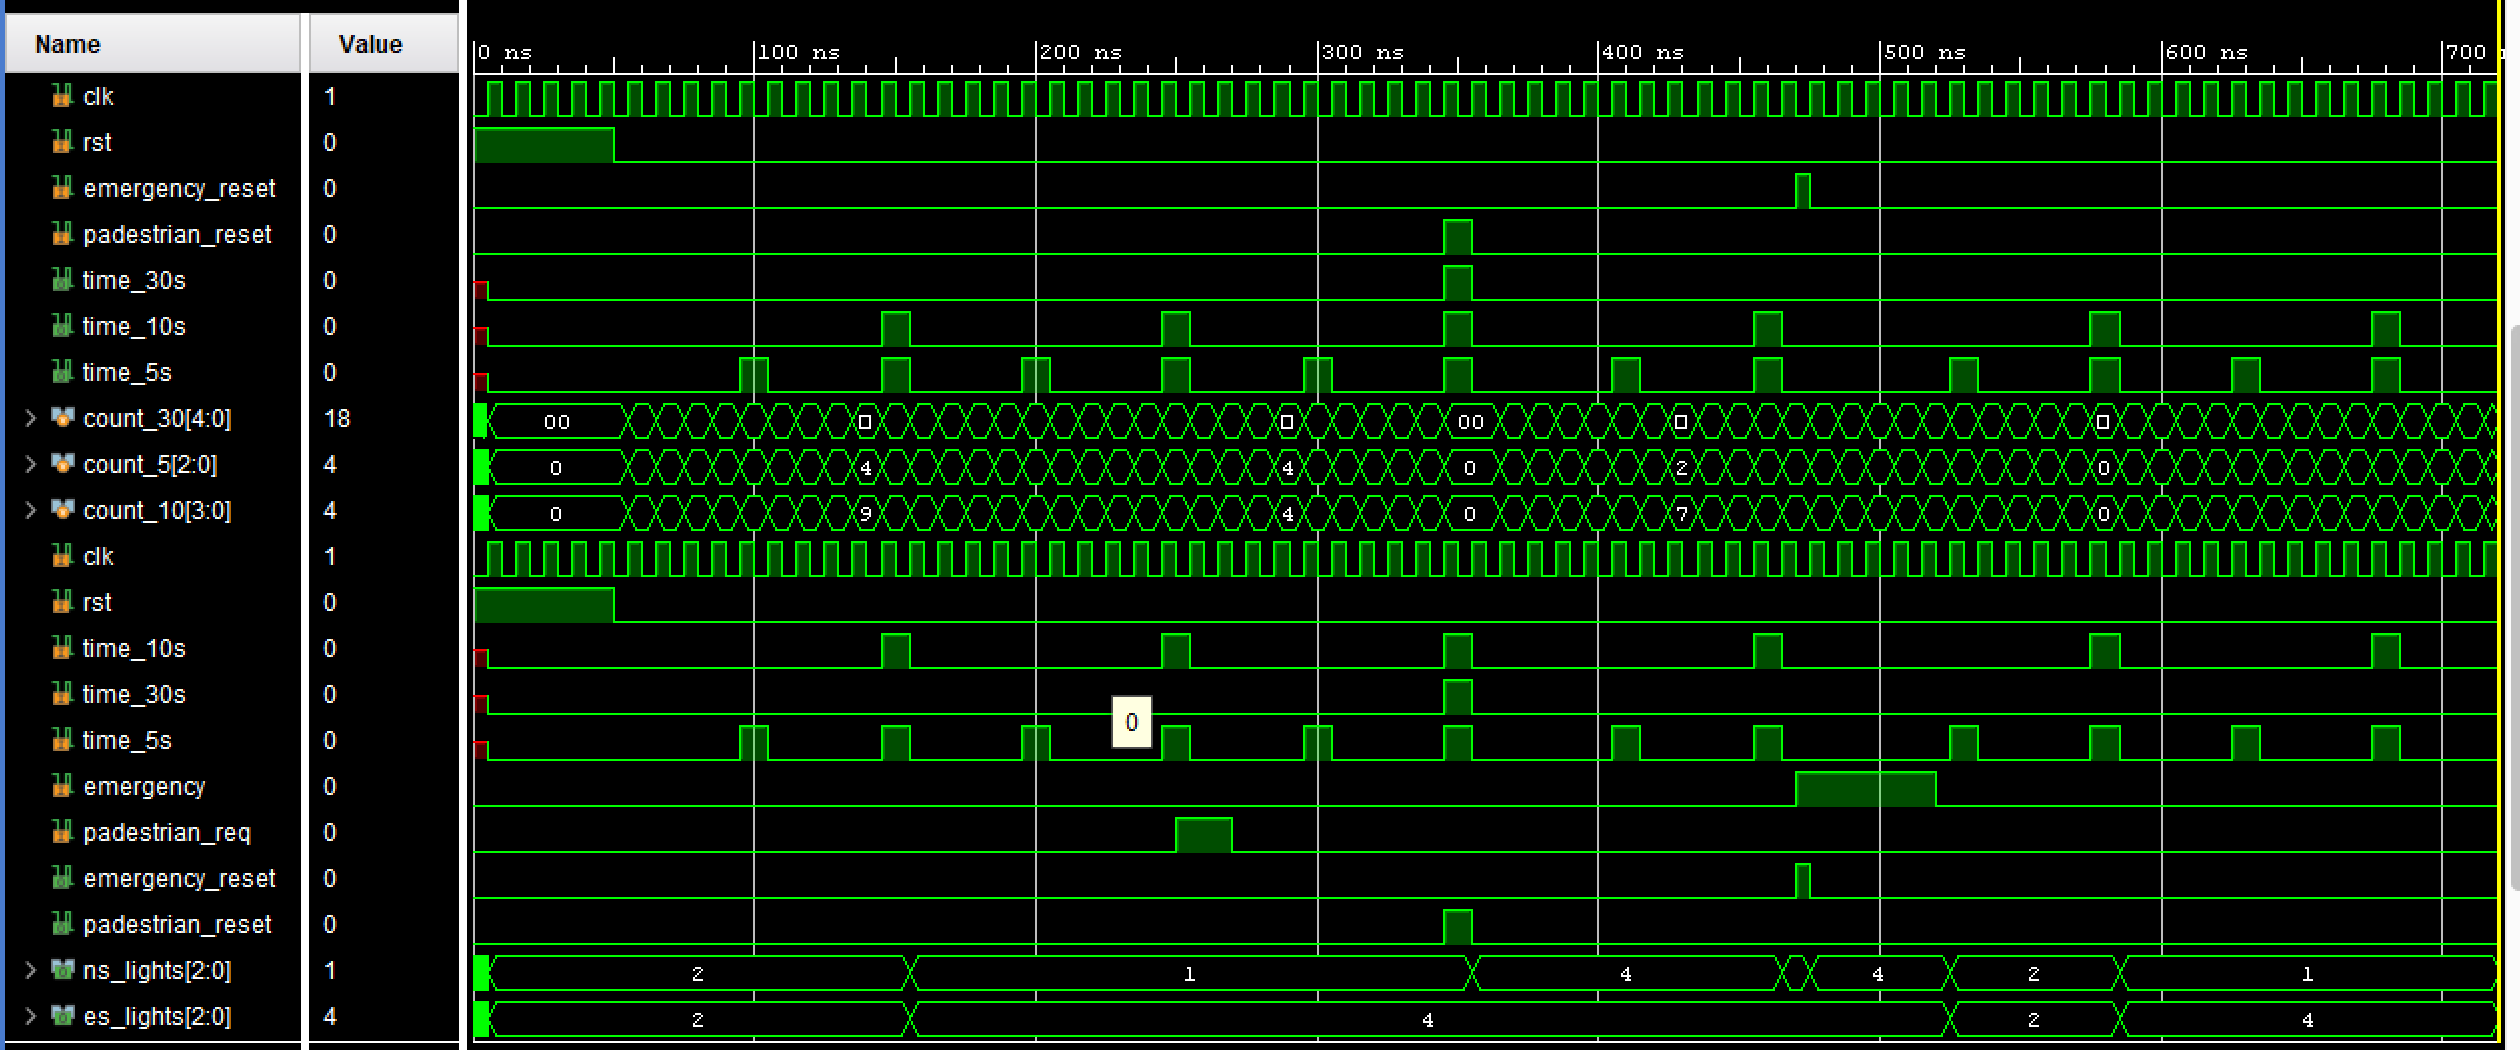 Name Value 0 ns 100 ns 200 ns 300 ns 400 ns 500 ns 600 ns 700
clk 1
rst 0
emergency_reset 0
padestrian_reset 0
time_30s 0
time_10s 0
time_5s 0
count_30[4:0] 18 00 00
count_5[2:0] 4 0 4 4 0 2 0
count_10[3:0] 4 0 9 4 0 7 0
clk 1
rst 0
time_10s 0
time_30s 0
0
time_5s 0
emergency 0
padestrian_req 0
emergency_reset 0
padestrian_reset 0
ns_lights[2:0] 1 2 1 4 4 2 1
es_lights[2:0] 4 2 4 2 4